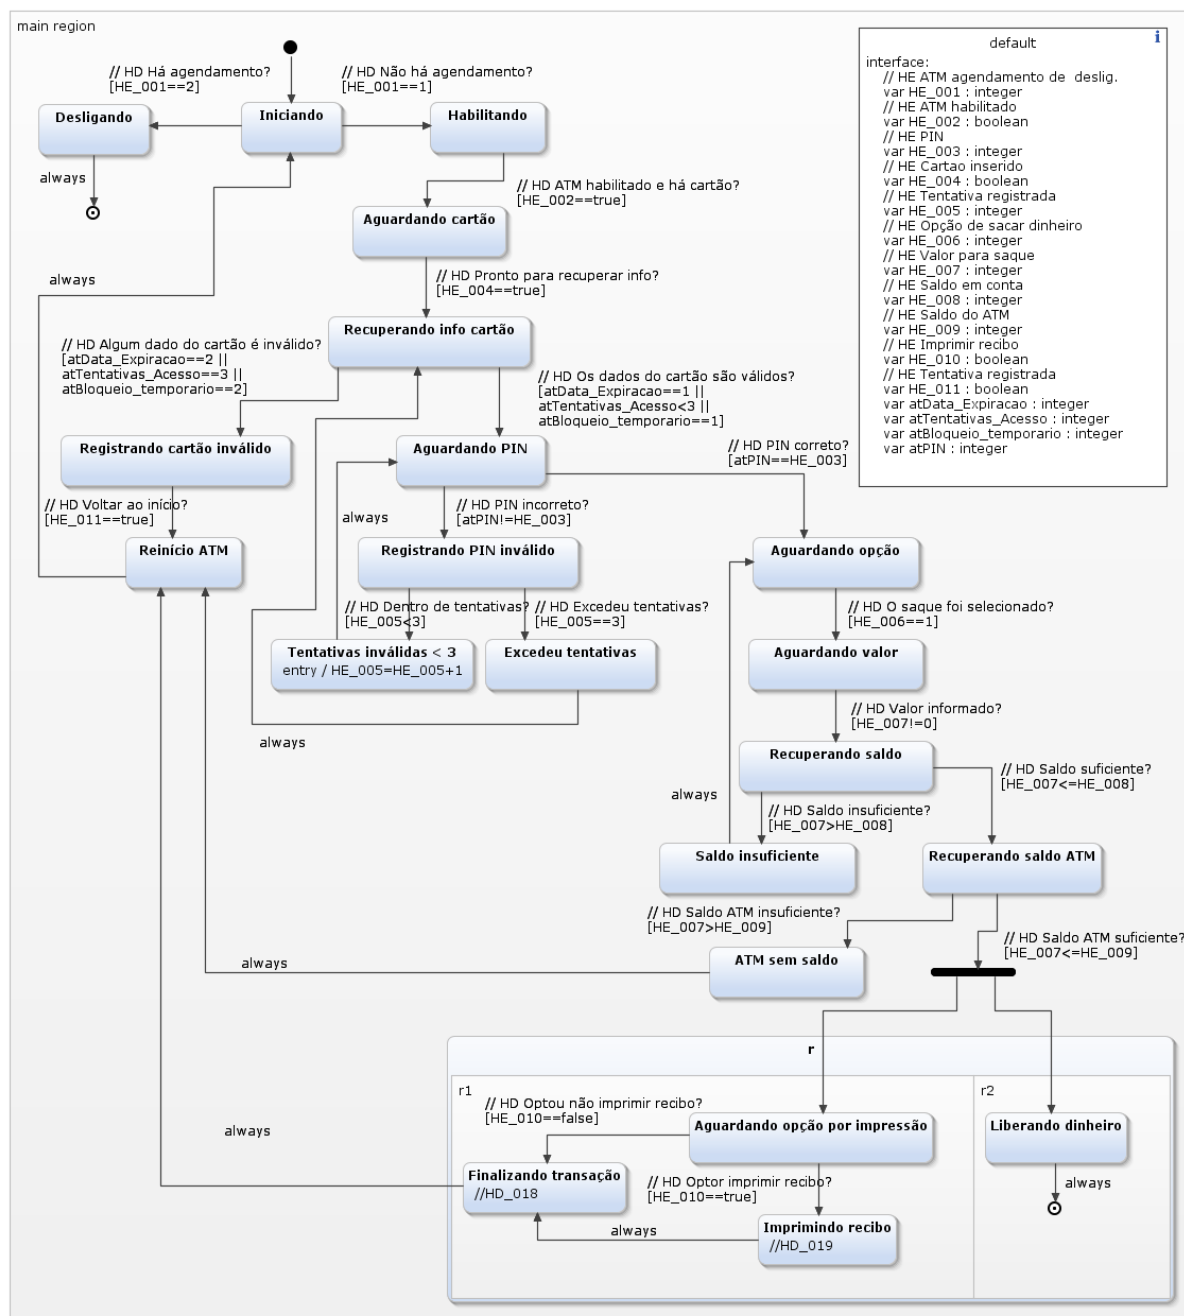 main region
default
i
interface:
// HE ATM agendamento de  deslig.
var HE_001 : integer
// HE ATM habilitado
var HE_002 : boolean
// HE PIN
var HE_003 : integer
// HE Cartao inserido
var HE_004 : boolean
// HE Tentativa registrada
var HE_005 : integer
// HE Opção de sacar dinheiro
var HE_006 : integer
// HE Valor para saque
var HE_007 : integer
// HE Saldo em conta
var HE_008 : integer
// HE Saldo do ATM
var HE_009 : integer
// HE Imprimir recibo
var HE_010 : boolean
// HE Tentativa registrada
var HE_011 : boolean
var atData_Expiracao : integer
var atTentativas_Acesso : integer
var atBloqueio_temporario : integer
var atPIN : integer
// HD Há agendamento?
[HE_001==2]
// HD Não há agendamento?
[HE_001==1]
Desligando
Iniciando
Habilitando
always
// HD ATM habilitado e há cartão?
[HE_002==true]
Aguardando cartão
always
// HD Pronto para recuperar info?
[HE_004==true]
Recuperando info cartão
// HD Algum dado do cartão é inválido?
[atData_Expiracao==2 ||
atTentativas_Acesso==3 ||
atBloqueio_temporario==2]
// HD Os dados do cartão são válidos?
[atData_Expiracao==1 ||
atTentativas_Acesso<3 ||
atBloqueio_temporario==1]
Registrando cartão inválido
Aguardando PIN
// HD PIN correto?
[atPIN==HE_003]
// HD Voltar ao início?
[HE_011==true]
always
// HD PIN incorreto?
[atPIN!=HE_003]
Reinício ATM
Registrando PIN inválido
Aguardando opção
// HD Dentro de tentativas?
[HE_005<3]
// HD Excedeu tentativas?
[HE_005==3]
// HD O saque foi selecionado?
[HE_006==1]
Tentativas inválidas < 3
entry / HE_005=HE_005+1
Excedeu tentativas
Aguardando valor
always
// HD Valor informado?
[HE_007!=0]
Recuperando saldo
// HD Saldo suficiente?
[HE_007<=HE_008]
always
// HD Saldo insuficiente?
[HE_007>HE_008]
Saldo insuficiente
Recuperando saldo ATM
// HD Saldo ATM insuficiente?
[HE_007>HE_009]
// HD Saldo ATM suficiente?
[HE_007<=HE_009]
always
ATM sem saldo
r
r1
r2
// HD Optou não imprimir recibo?
[HE_010==false]
always
Aguardando opção por impressão
Liberando dinheiro
Finalizando transação
//HD_018
// HD Optor imprimir recibo?
[HE_010==true]
always
always
Imprimindo recibo
//HD_019